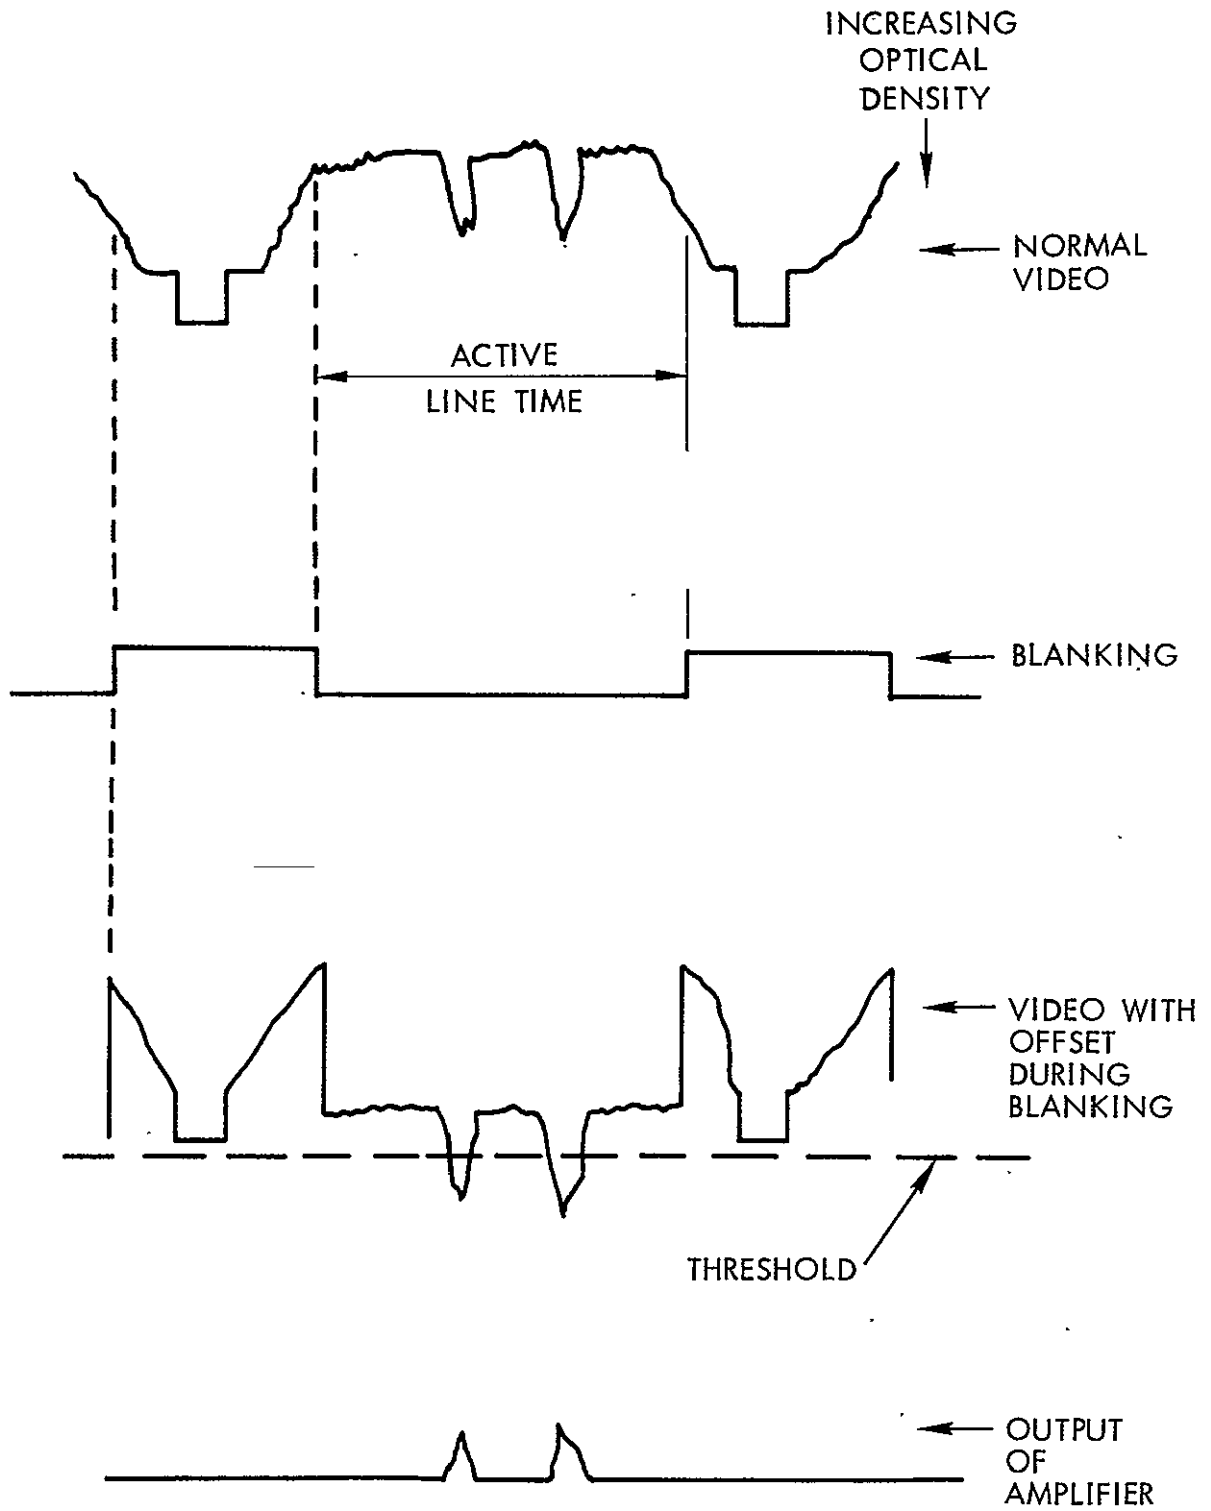 INCREASING
OPTICAL
DENSITY
NORMAL
VIDEO
ACTIVE
LINE TIME
BLANKING
VIDEO WITH
OFFSET
DURING
BLANKING
THRESHOLD
OUTPUT
OF
AMPLIFIER